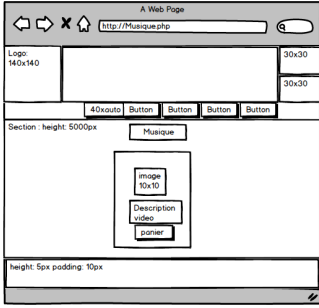 A Web Page
http://Musique.php
Logo:
140x140
30x30
30x30
40xauto
Button
Button
Button
Button
Section : height: 5000px
Musique
image
10x10
Description
video
panier
height: 5px padding: 10px